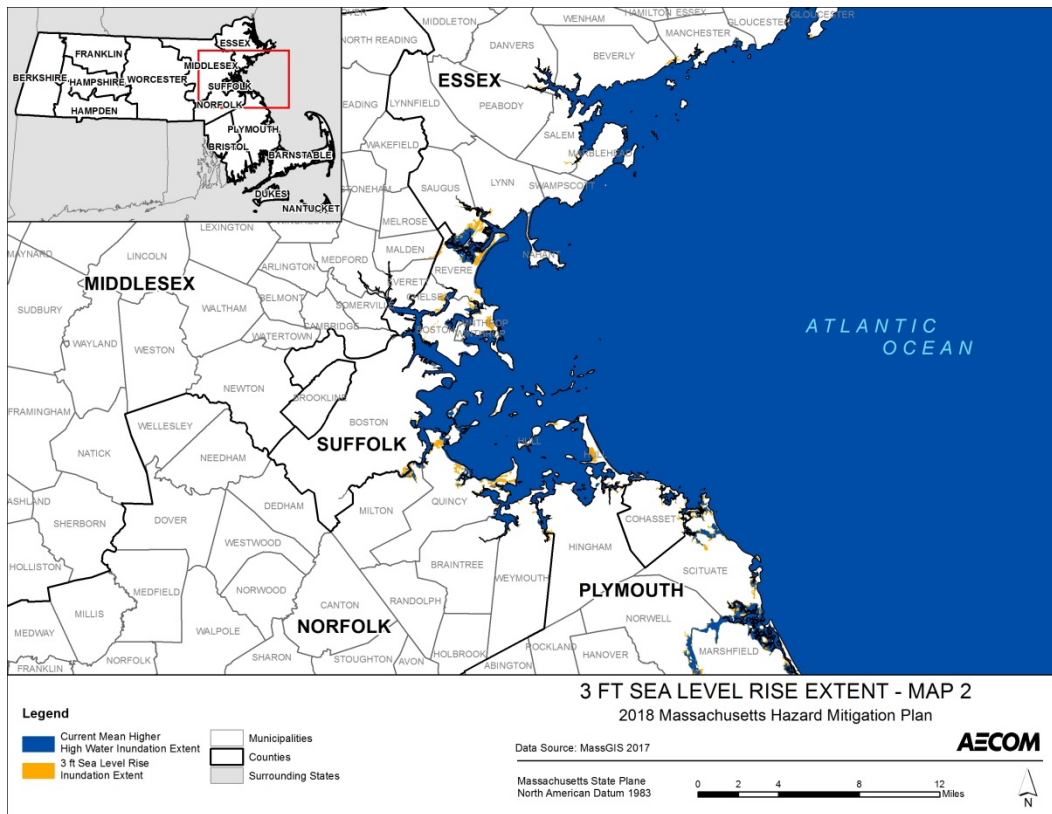 ESSEX
FRANKLIN
MIDDLESEX
BERKSHIRE
WORCESTER
HAMPSHIRE
SUFFOLK
HAMPDEN
NORFOLK
PLYMOUTH
BRISTOL
BARNSTABLE
DUKES
NANTUCKET
MIDDLETON
WENHAM
HAMILTON
ESSEX
GLOUCESTER
GLOUCESTER
MANCHESTER
NORTH READING
DANVERS
BEVERLY
ESSEX
READING
LYNNFIELD
PEABODY
SALEM
MARBLEHEAD
WAKEFIELD
LYNN
SWAMPSCOTT
STONEHAM
SAUGUS
MELROSE
LEXINGTON
MALDEN
NAHANT
MAYNARD
LINCOLN
MEDFORD
ARLINGTON
REVERE
EVERETT
MIDDLESEX
BELMONT
SOMERVILLE
CHELSEA
SUDBURY
WALTHAM
CAMBRIDGE
WATERTOWN
BOSTON
WINTHROP
ATLANTIC
OCEAN
WAYLAND
WESTON
NEWTON
BROOKLINE
FRAMINGHAM
BOSTON
WELLESLEY
SUFFOLK
HULL
NATICK
NEEDHAM
ASHLAND
DEDHAM
MILTON
QUINCY
COHASSET
SHERBORN
DOVER
WESTWOOD
HINGHAM
HOLLISTON
BRAINTREE
SCITUATE
MEDFIELD
NORWOOD
WEYMOUTH
PLYMOUTH
MILLIS
CANTON
RANDOLPH
NORWELL
MEDWAY
WALPOLE
NORFOLK
ROCKLAND
HANOVER
MARSHFIELD
FRANKLIN
NORFOLK
SHARON
STOUGHTON
AVON
HOLBROOK
ABINGTON
3 FT SEA LEVEL RISE EXTENT - MAP 2
2018 Massachusetts Hazard Mitigation Plan
Legend
Current Mean Higher
High Water Inundation Extent
3 ft Sea Level Rise
Inundation Extent
Municipalities
Counties
Surrounding States
Data Source: MassGIS 2017
AECOM
Massachusetts State Plane
North American Datum 1983
0 2 4 8 12
Miles
N